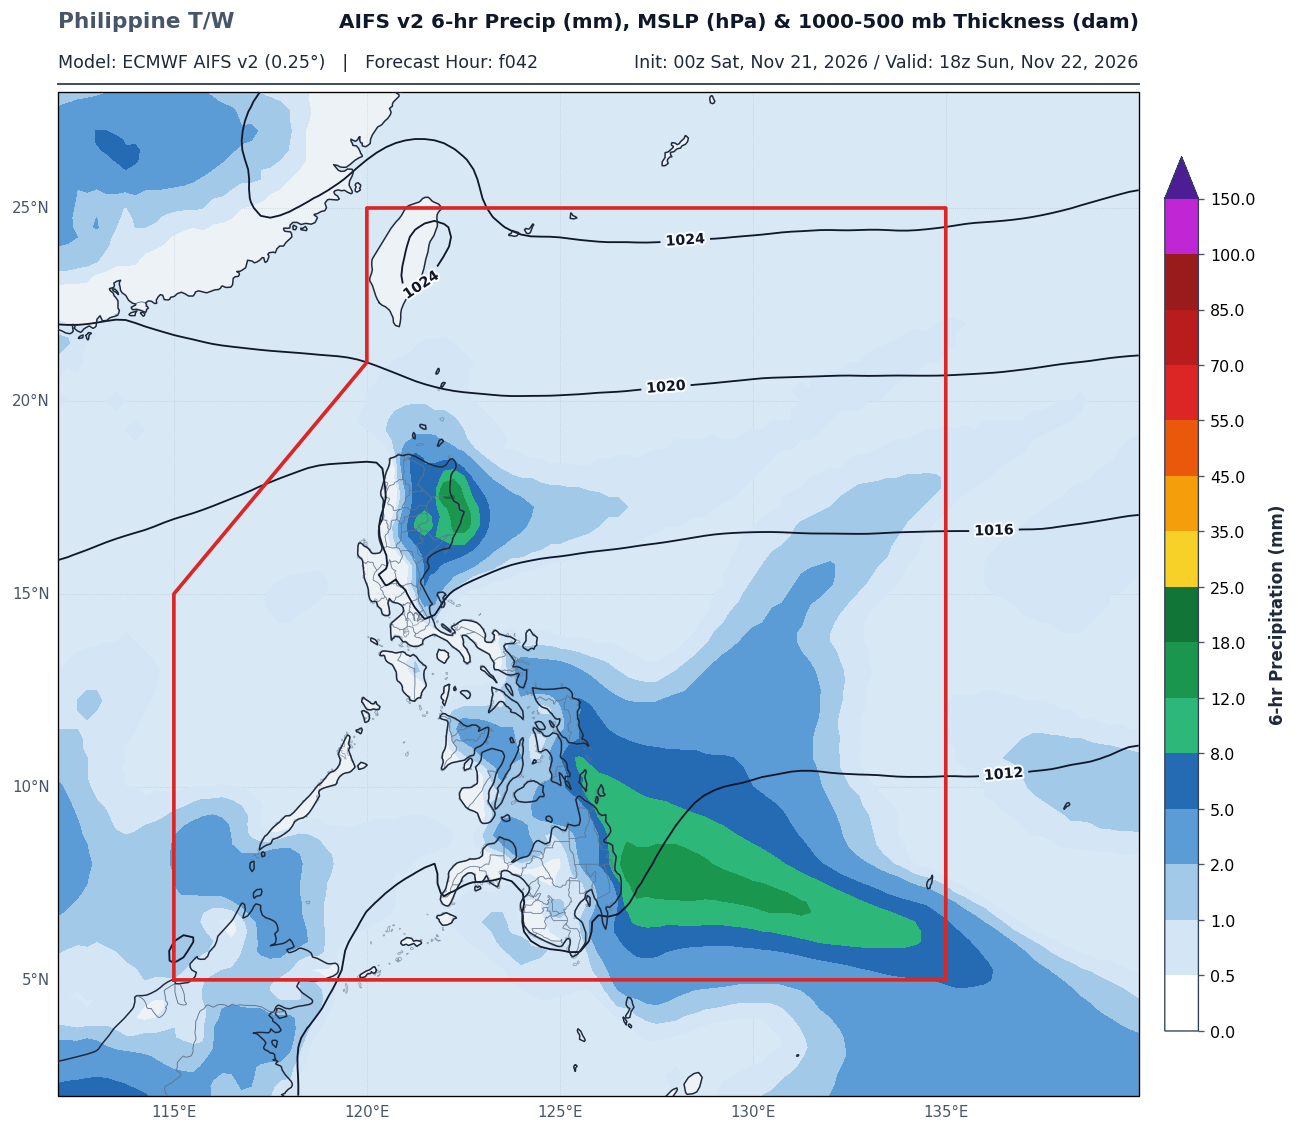 Philippine T/W
AIFS v2 6-hr Precip (mm), MSLP (hPa) & 1000-500 mb Thickness (dam)
Model: ECMWF AIFS v2 (0.25°) | Forecast Hour: f042
Init: 00z Sat, Nov 21, 2026 / Valid: 18z Sun, Nov 22, 2026
25°N
20°N
15°N
10°N
5°N
115°E
120°E
125°E
130°E
135°E
1024
1024
1020
1016
1012
150.0
100.0
85.0
70.0
55.0
45.0
35.0
25.0
18.0
12.0
8.0
5.0
2.0
1.0
0.5
0.0
6-hr Precipitation (mm)